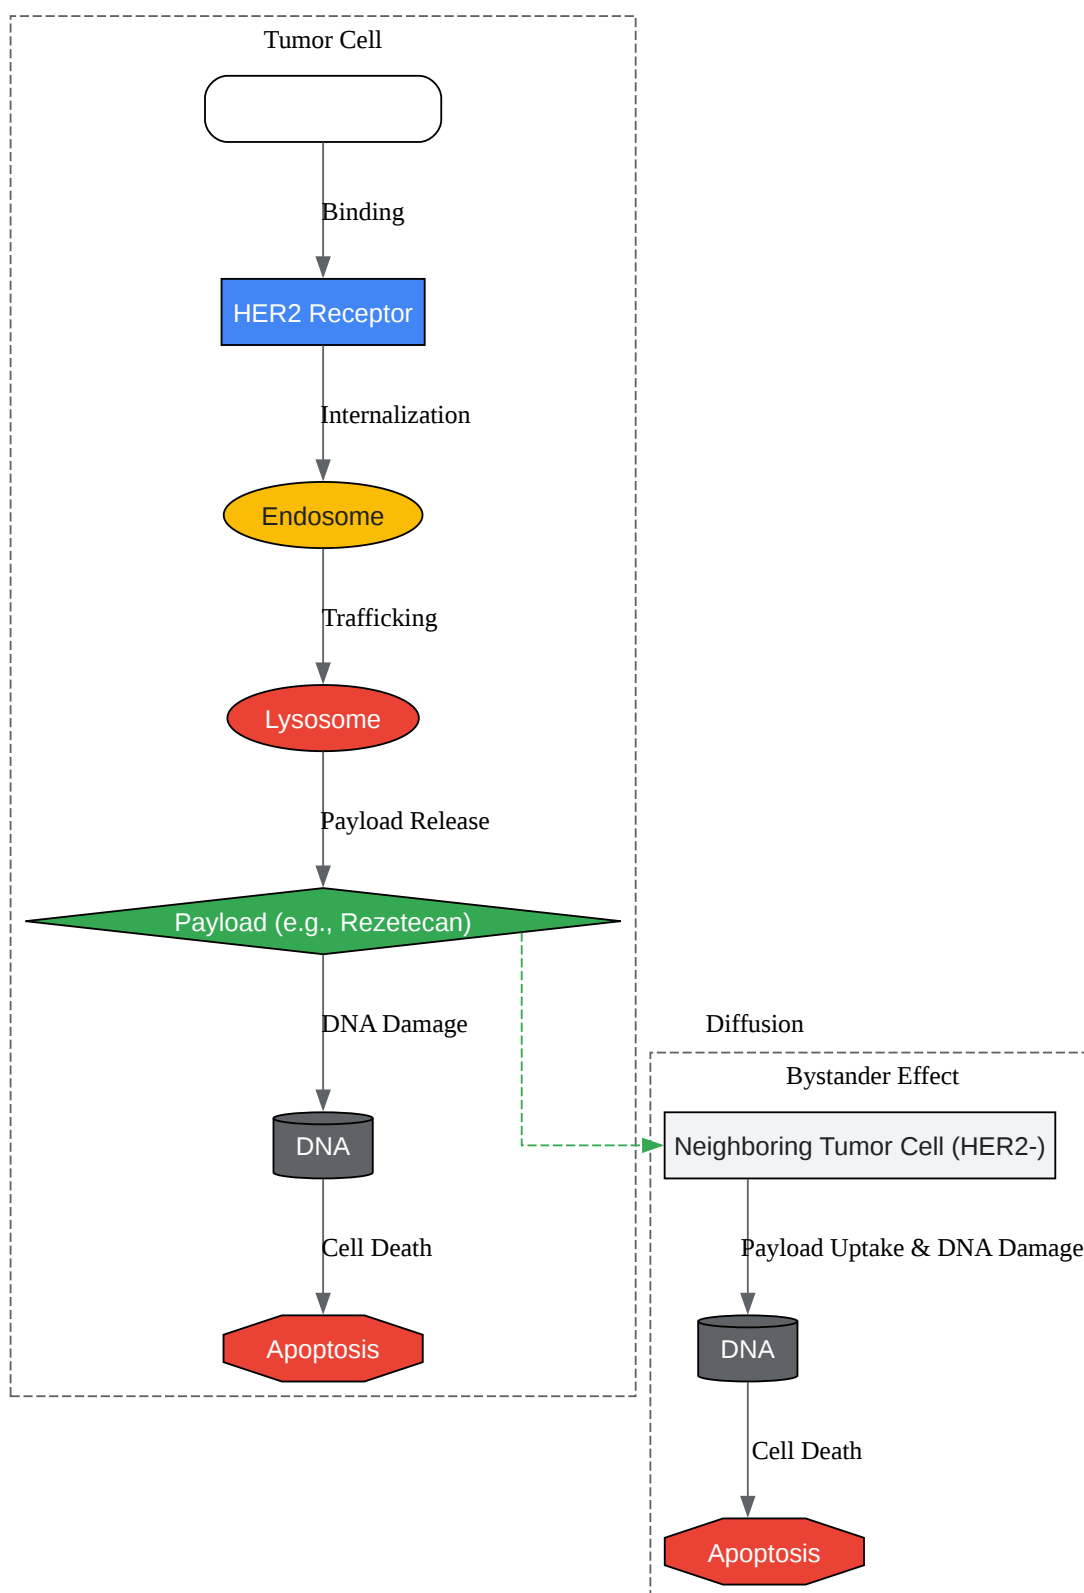 Tumor Cell
Binding
HER2 Receptor
Internalization
Endosome
Trafficking
Lysosome
Payload Release
Payload (e.g., Rezetecan)
DNA Damage
DNA
Cell Death
Apoptosis
Diffusion
Bystander Effect
Neighboring Tumor Cell (HER2-)
Payload Uptake & DNA Damage
DNA
Cell Death
Apoptosis